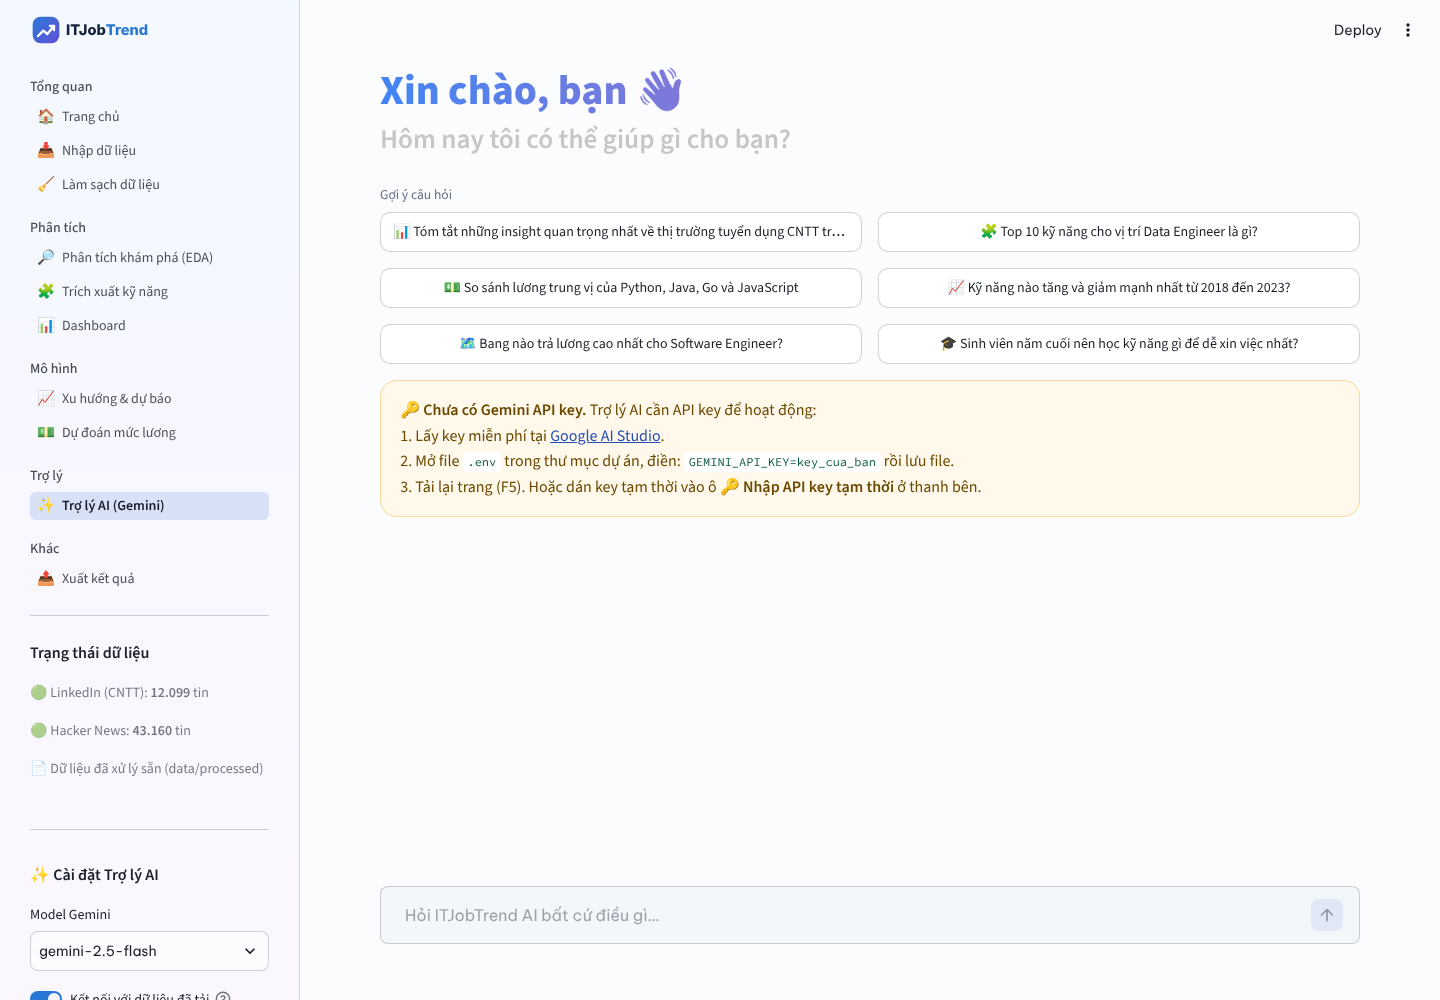 ITJobTrend
Tổng quan
🏠 Trang chủ
📥 Nhập dữ liệu
🧹 Làm sạch dữ liệu
Phân tích
🔎 Phân tích khám phá (EDA)
🧩 Trích xuất kỹ năng
📊 Dashboard
Mô hình
📈 Xu hướng & dự báo
💵 Dự đoán mức lương
Trợ lý
✨ Trợ lý AI (Gemini)
Khác
📤 Xuất kết quả
Trạng thái dữ liệu
🟢 LinkedIn (CNTT): 12.099 tin
🟢 Hacker News: 43.160 tin
📄 Dữ liệu đã xử lý sẵn (data/processed)
✨ Cài đặt Trợ lý AI
Model Gemini
gemini-2.5-flash
Kết nối với dữ liệu đã tải
Deploy
Xin chào, bạn 👋
Hôm nay tôi có thể giúp gì cho bạn?
Gợi ý câu hỏi
📊 Tóm tắt những insight quan trọng nhất về thị trường tuyển dụng CNTT tr...
🧩 Top 10 kỹ năng cho vị trí Data Engineer là gì?
💵 So sánh lương trung vị của Python, Java, Go và JavaScript
📈 Kỹ năng nào tăng và giảm mạnh nhất từ 2018 đến 2023?
🗺️ Bang nào trả lương cao nhất cho Software Engineer?
🎓 Sinh viên năm cuối nên học kỹ năng gì để dễ xin việc nhất?
🔑 Chưa có Gemini API key. Trợ lý AI cần API key để hoạt động:
1. Lấy key miễn phí tại Google AI Studio.
2. Mở file .env trong thư mục dự án, điền: GEMINI_API_KEY=key_cua_ban rồi lưu file.
3. Tải lại trang (F5). Hoặc dán key tạm thời vào ô 🔑 Nhập API key tạm thời ở thanh bên.
Hỏi ITJobTrend AI bất cứ điều gì...